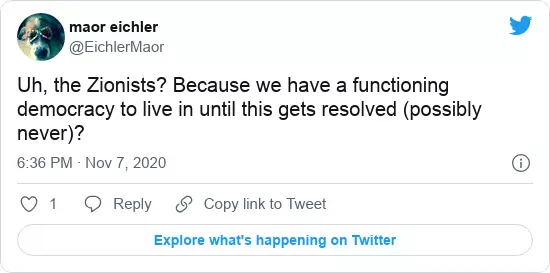 maor eichler
@EichlerMaor
Uh, the Zionists? Because we have a functioning
democracy to live in until this gets resolved (possibly
never)?
6:36 PM · Nov 7, 2020
1 Reply Copy link to Tweet
Explore what's happening on Twitter